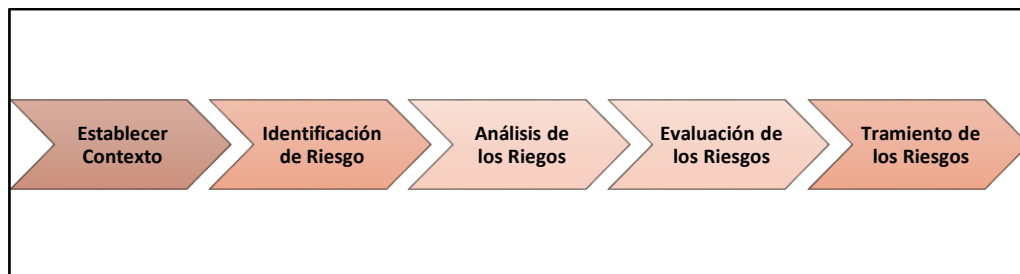 Establecer
Contexto
Identificación
de Riesgo
Análisis de
los Riegos
Evaluación de
los Riesgos
Tramiento de
los Riesgos